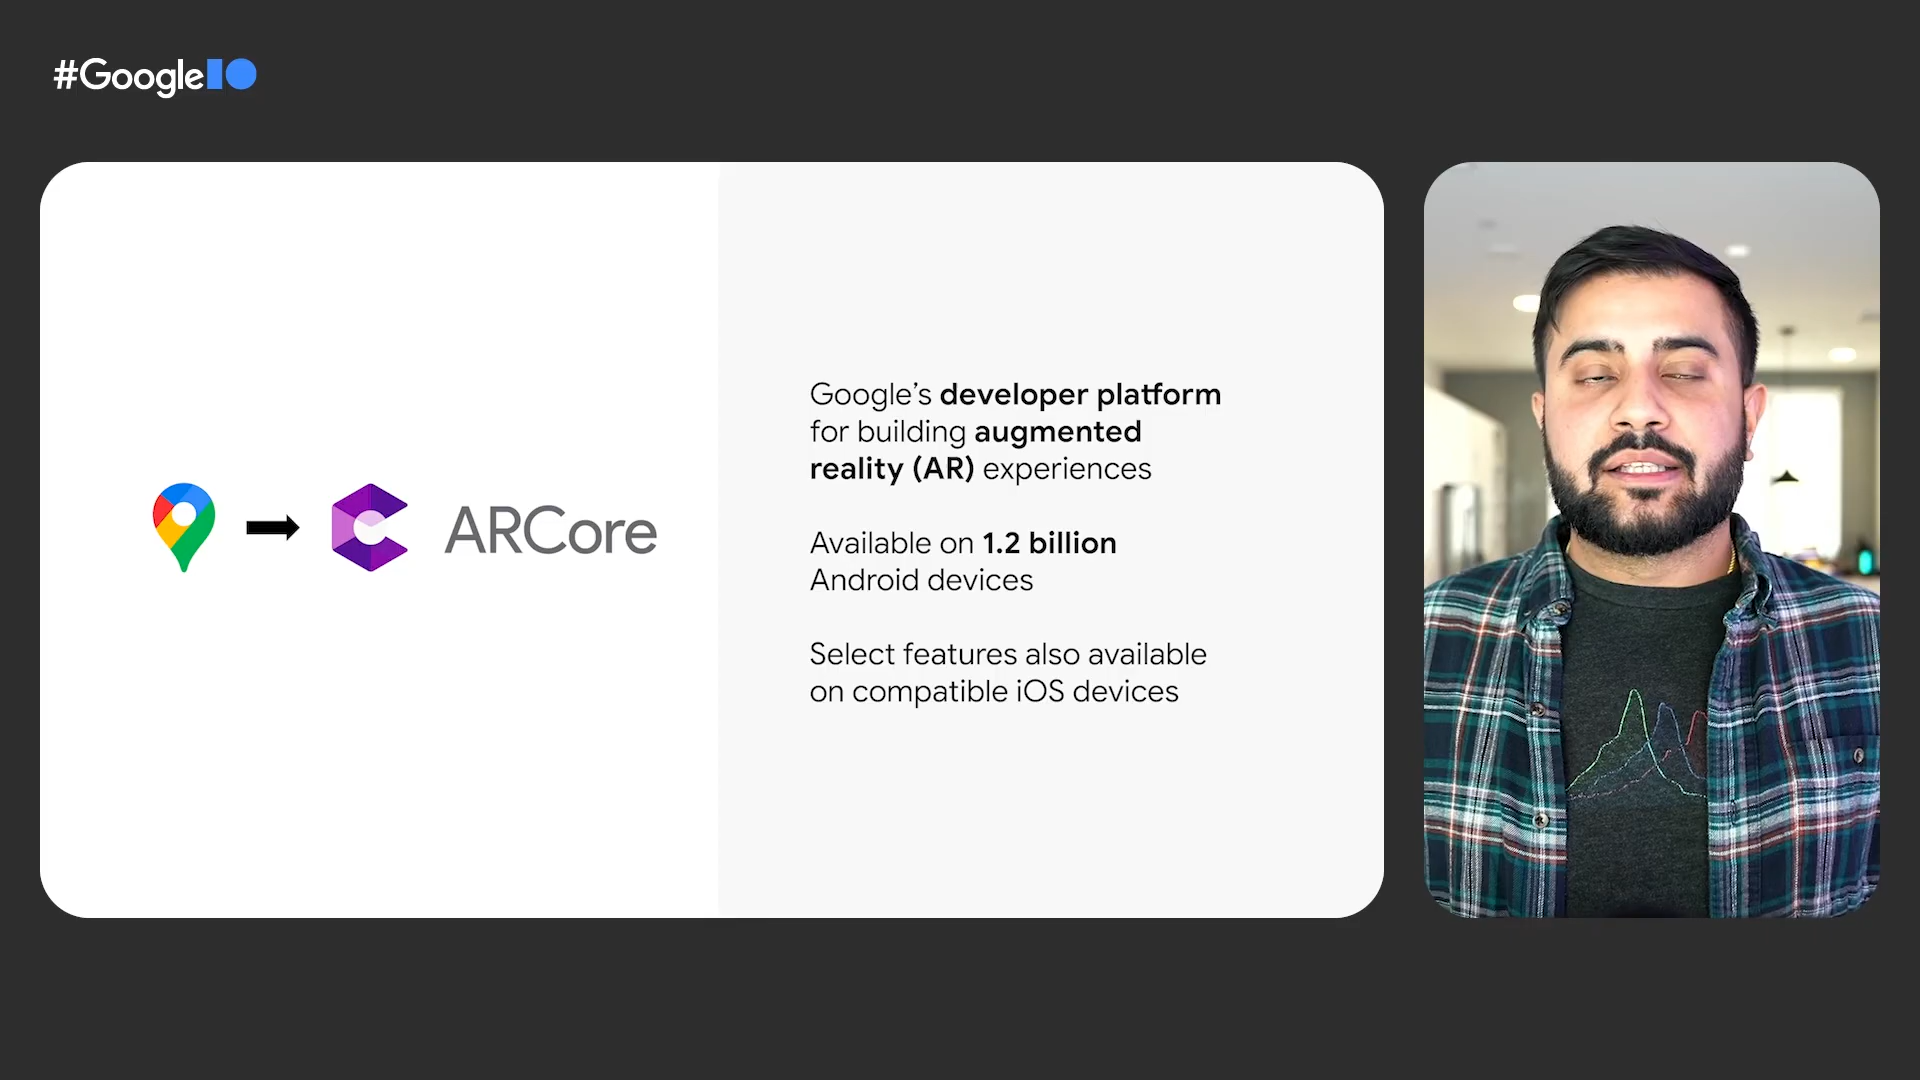 #GoogleIO
ARCore
Google’s developer platform
for building augmented
reality (AR) experiences
Available on 1.2 billion
Android devices
Select features also available
on compatible iOS devices